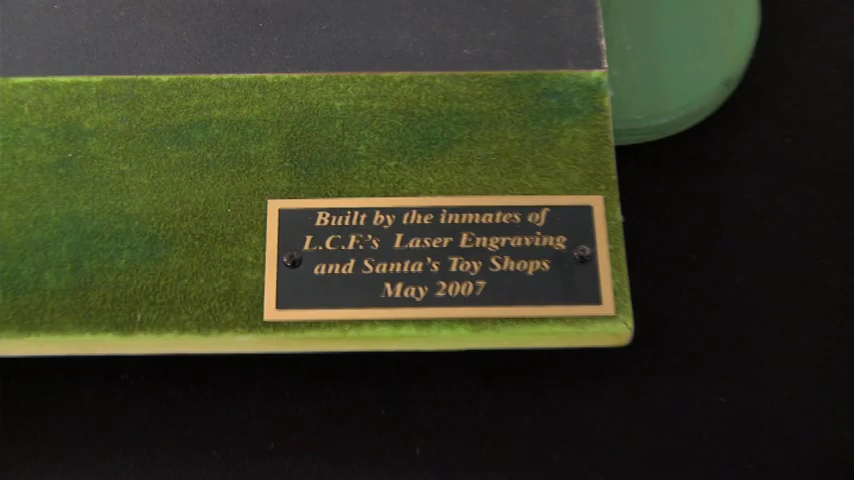 Built by the inmates of
L.C.F.'s Laser Engraving
and Santa's Toy Shops
May 2007